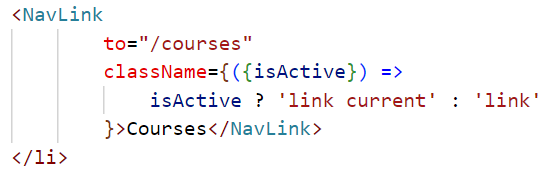 <NavLink
to="/courses"
className={({isActive}) =>
isActive ? 'link current' : 'link'
}>Courses</NavLink>
</li>